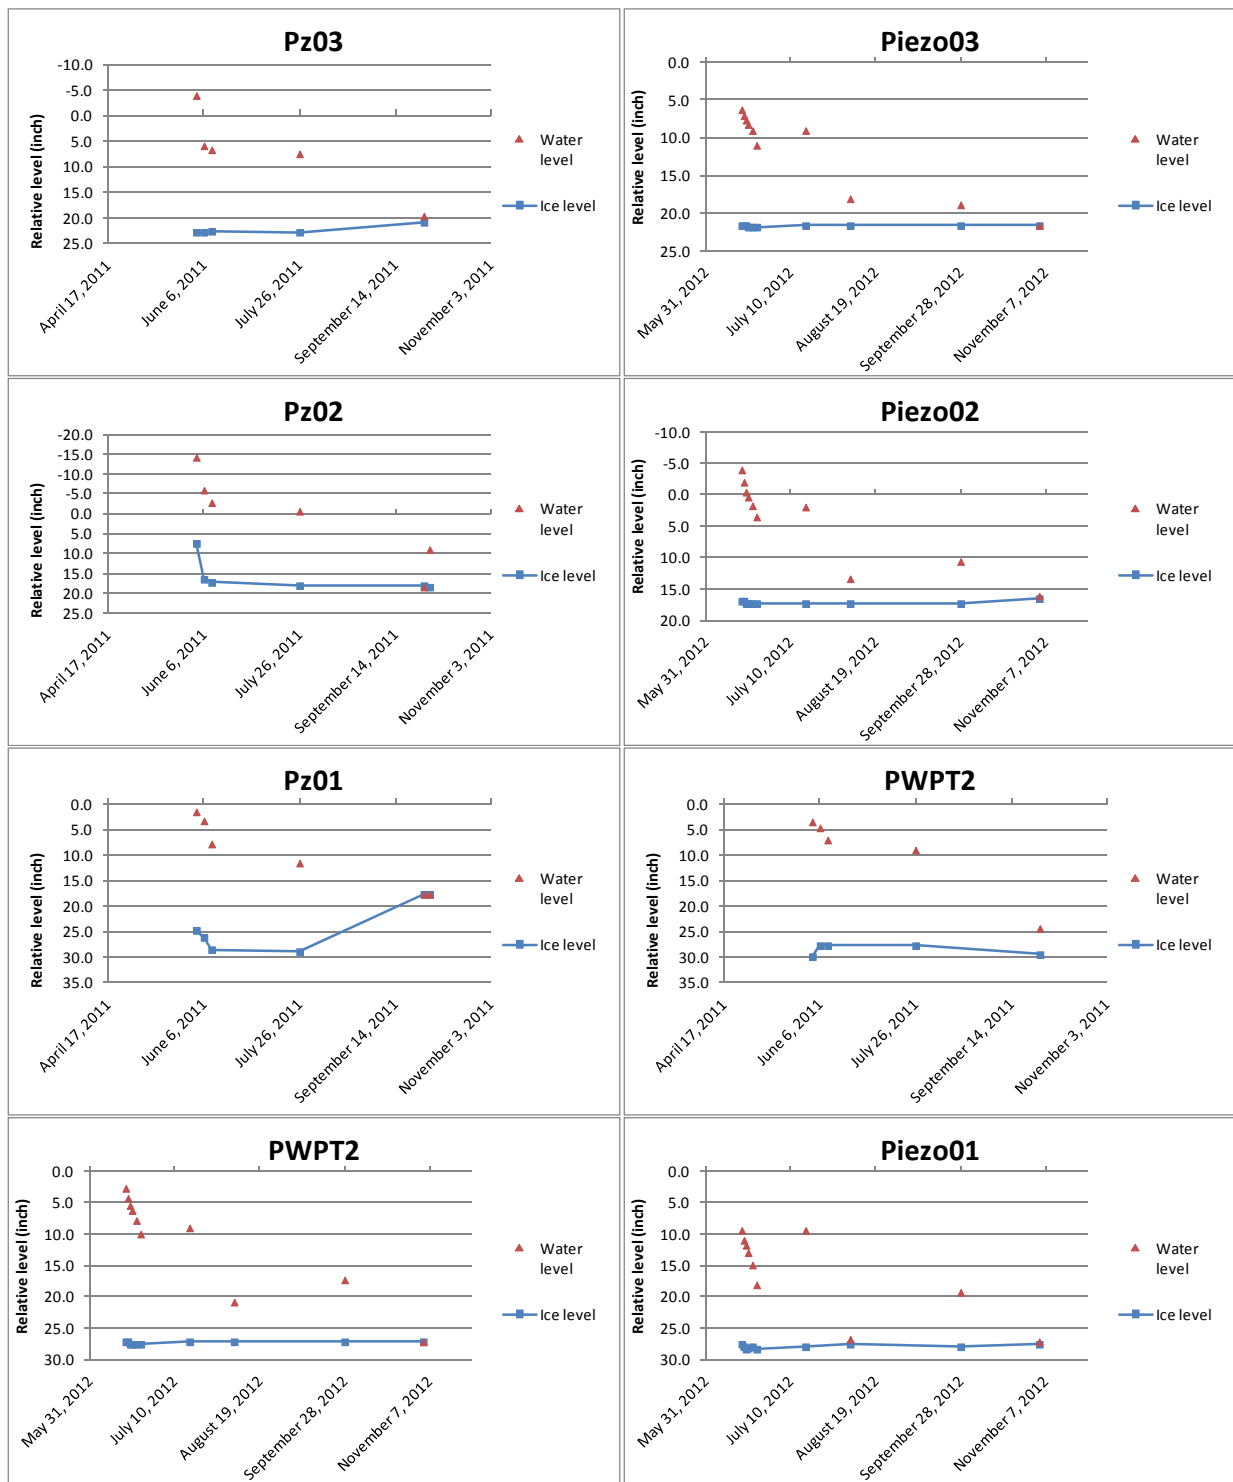 Pz03
-10.0
-5.0
0.0
5.0
10.0
15.0
20.0
25.0
Relative level (inch)
April 17, 2011
June 6, 2011
July 26, 2011
September 14, 2011
November 3, 2011
Water
level
Ice level
Piezo03
0.0
5.0
10.0
15.0
20.0
25.0
Relative level (inch)
May 31, 2012
July 10, 2012
August 19, 2012
September 28, 2012
November 7, 2012
Water
level
Ice level
Pz02
-20.0
-15.0
-10.0
-5.0
0.0
5.0
10.0
15.0
20.0
25.0
Relative level (inch)
April 17, 2011
June 6, 2011
July 26, 2011
September 14, 2011
November 3, 2011
Water
level
Ice level
Piezo02
-10.0
-5.0
0.0
5.0
10.0
15.0
20.0
Relative level (inch)
May 31, 2012
July 10, 2012
August 19, 2012
September 28, 2012
November 7, 2012
Water
level
Ice level
Pz01
0.0
5.0
10.0
15.0
20.0
25.0
30.0
35.0
Relative level (inch)
April 17, 2011
June 6, 2011
July 26, 2011
September 14, 2011
November 3, 2011
Water
level
Ice level
PWPT2
0.0
5.0
10.0
15.0
20.0
25.0
30.0
35.0
Relative level (inch)
April 17, 2011
June 6, 2011
July 26, 2011
September 14, 2011
November 3, 2011
Water
level
Ice level
PWPT2
0.0
5.0
10.0
15.0
20.0
25.0
30.0
Relative level (inch)
May 31, 2012
July 10, 2012
August 19, 2012
September 28, 2012
November 7, 2012
Water
level
Ice level
Piezo01
0.0
5.0
10.0
15.0
20.0
25.0
30.0
Relative level (inch)
May 31, 2012
July 10, 2012
August 19, 2012
September 28, 2012
November 7, 2012
Water
level
Ice level